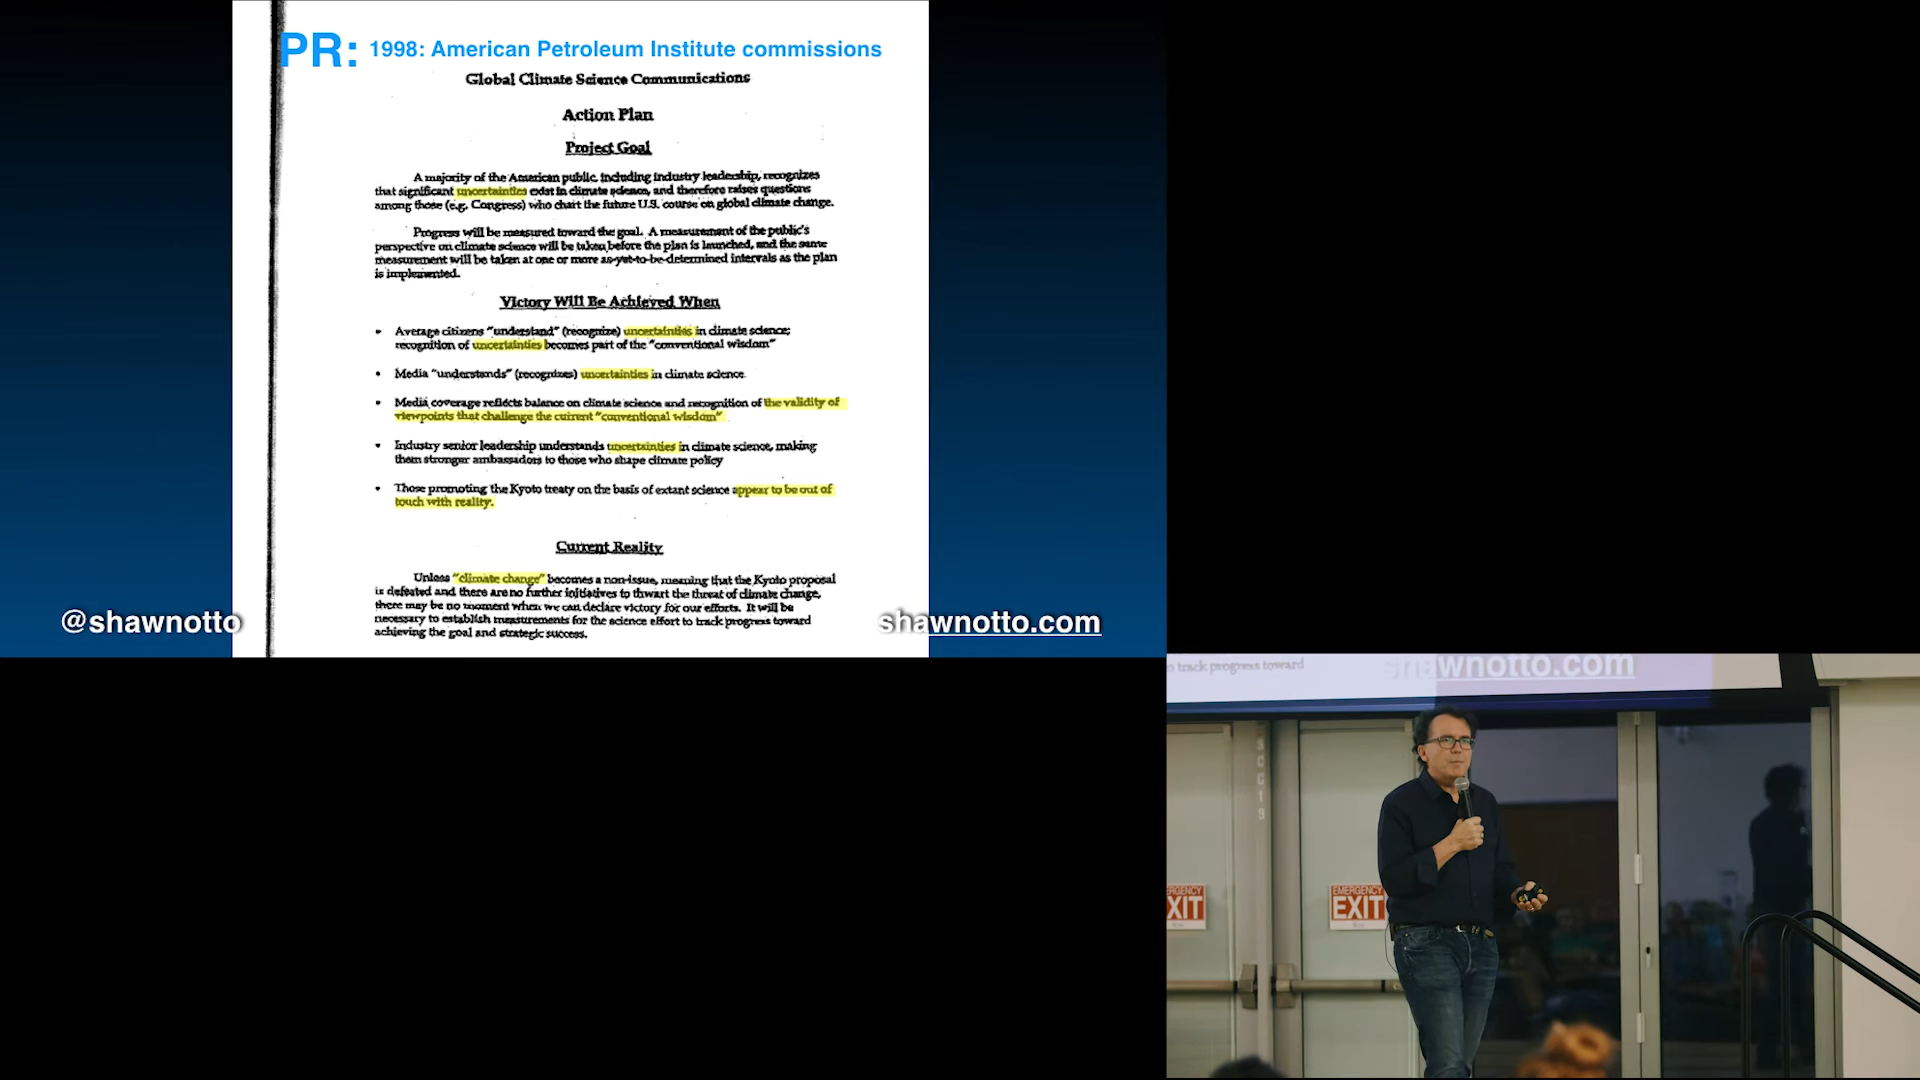 PR: 1998: American Petroleum Institute commissions
Global Climate Science Communications
Action Plan
Project Goal
A majority of the American public, including industry leadership, recognizes
that significant uncertainties exist in climate science, and therefore raises questions
among those (e.g. Congress) who chart the future U.S. course on global climate change.
Progress will be measured toward the goal. A measurement of the public's
perspective on climate science will be taken before the plan is launched, and the same
measurement will be taken at one or more as-yet-to-be-determined intervals as the plan
is implemented.
Victory Will Be Achieved When
• Average citizens "understand" (recognize) uncertainties in climate science;
recognition of uncertainties becomes part of the "conventional wisdom"
• Media "understands" (recognizes) uncertainties in climate science
• Media coverage reflects balance on climate science and recognition of the validity of
viewpoints that challenge the current "conventional wisdom"
• Industry senior leadership understands uncertainties in climate science, making
them stronger ambassadors to those who shape climate policy
• Those promoting the Kyoto treaty on the basis of extant science appear to be out of
touch with reality.
Current Reality
Unless "climate change" becomes a non-issue, meaning that the Kyoto proposal
is defeated and there are no further initiatives to thwart the threat of climate change,
there may be no moment when we can declare victory for our efforts. It will be
necessary to establish measurements for the science effort to track progress toward
achieving the goal and strategic success.
@shawnotto
shawnotto.com
to track progress toward
shawnotto.com
EMERGENCY
EXIT
EMERGENCY
EXIT